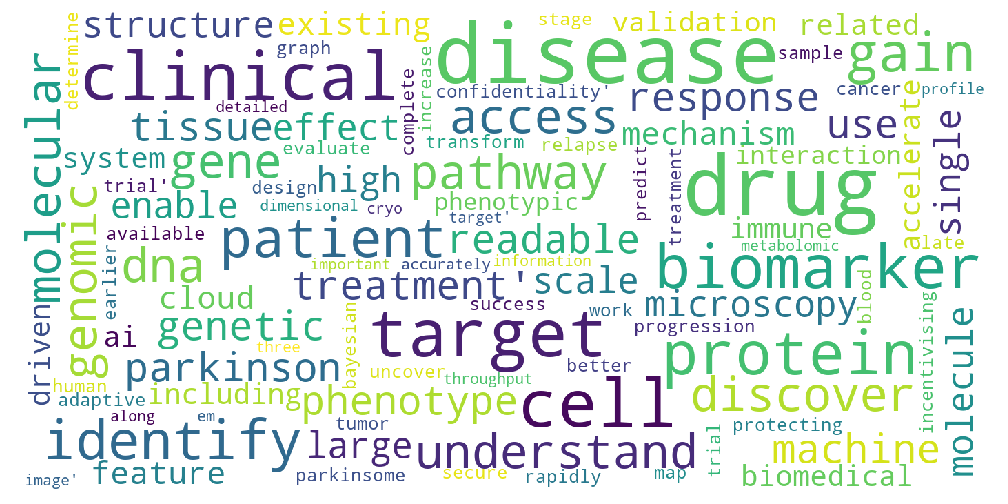 structure
existing
stage
validation
related
determine
graph
clinical
disease
sample
gain
detailed
complete
increase
confidentiality'
response
cancer
profile
molecular
tissue
effect
access
mechanism
use
accelerate
single
system
gene
evaluate
transform
relapse
interaction
trial'
design
high
pathway
predict
treatment
drug
genomic
enable
dimensional
cryo
phenotypic
target'
immune
late
available
patient
readable
metabolomic
earlier
dna
important
accurately
information
biomarker
cloud
treatment'
scale
blood
driven
ai
genetic
success
work
microscopy
molecule
three
bayesian
target
progression
incentivising
parkinson
uncover
throughput
better
protein
human
adaptive
including
phenotype
cell
discover
along
em
tumor
protecting
identify
large
understand
trial
machine
image'
feature
parkinsome
secure
rapidly
map
biomedical